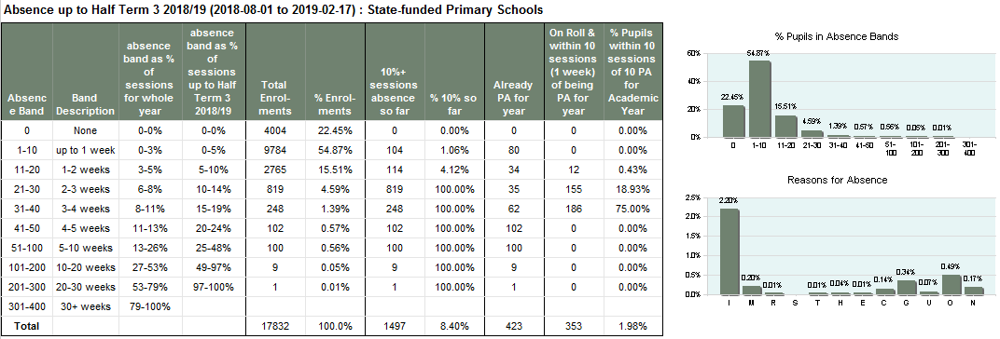 Absence up to Half Term 3 2018/19 (2018-08-01 to 2019-02-17) : State-funded Primary Schools
Absenc e Band | Band Description | absence band as % of sessions for whole year | absence band as % of sessions up to Half Term 3 2018/19 | Total Enrol- ments | % Enrol- ments | 10%+ sessions absence so far | % 10% so far | Already PA for year | On Roll & within 10 sessions (1 week) of being PA for year | % Pupils within 10 sessions of 10 PA for Academic Year
0 | None | 0-0% | 0-0% | 4004 | 22.45% | 0 | 0.00% | 0 | 0 | 0.00%
1-10 | up to 1 week | 0-3% | 0-5% | 9784 | 54.87% | 104 | 1.06% | 80 | 0 | 0.00%
11-20 | 1-2 weeks | 3-5% | 5-10% | 2765 | 15.51% | 114 | 4.12% | 34 | 12 | 0.43%
21-30 | 2-3 weeks | 6-8% | 10-14% | 819 | 4.59% | 819 | 100.00% | 35 | 155 | 18.93%
31-40 | 3-4 weeks | 8-11% | 15-19% | 248 | 1.39% | 248 | 100.00% | 62 | 186 | 75.00%
41-50 | 4-5 weeks | 11-13% | 20-24% | 102 | 0.57% | 102 | 100.00% | 102 | 0 | 0.00%
51-100 | 5-10 weeks | 13-26% | 25-48% | 100 | 0.56% | 100 | 100.00% | 100 | 0 | 0.00%
101-200 | 10-20 weeks | 27-53% | 49-97% | 9 | 0.05% | 9 | 100.00% | 9 | 0 | 0.00%
201-300 | 20-30 weeks | 53-79% | 97-100% | 1 | 0.01% | 1 | 100.00% | 1 | 0 | 0.00%
301-400 | 30+ weeks | 79-100%
Total | 17832 | 100.0% | 1497 | 8.40% | 423 | 353 | 1.98%
% Pupils in Absence Bands
60%
40%
20%
0%
22.45% 54.87% 15.51% 4.59% 1.39% 0.57% 0.56% 0.05% 0.01%
0 1-10 11-20 21-30 31-40 41-50 51-100 101-200 201-300 301-400
Reasons for Absence
2.5%
2.0%
1.5%
1.0%
0.5%
0.0%
2.20% 0.20% 0.01% 0.01% 0.04% 0.01% 0.14% 0.34% 0.07% 0.49% 0.17%
I M R S T H E C G U O N